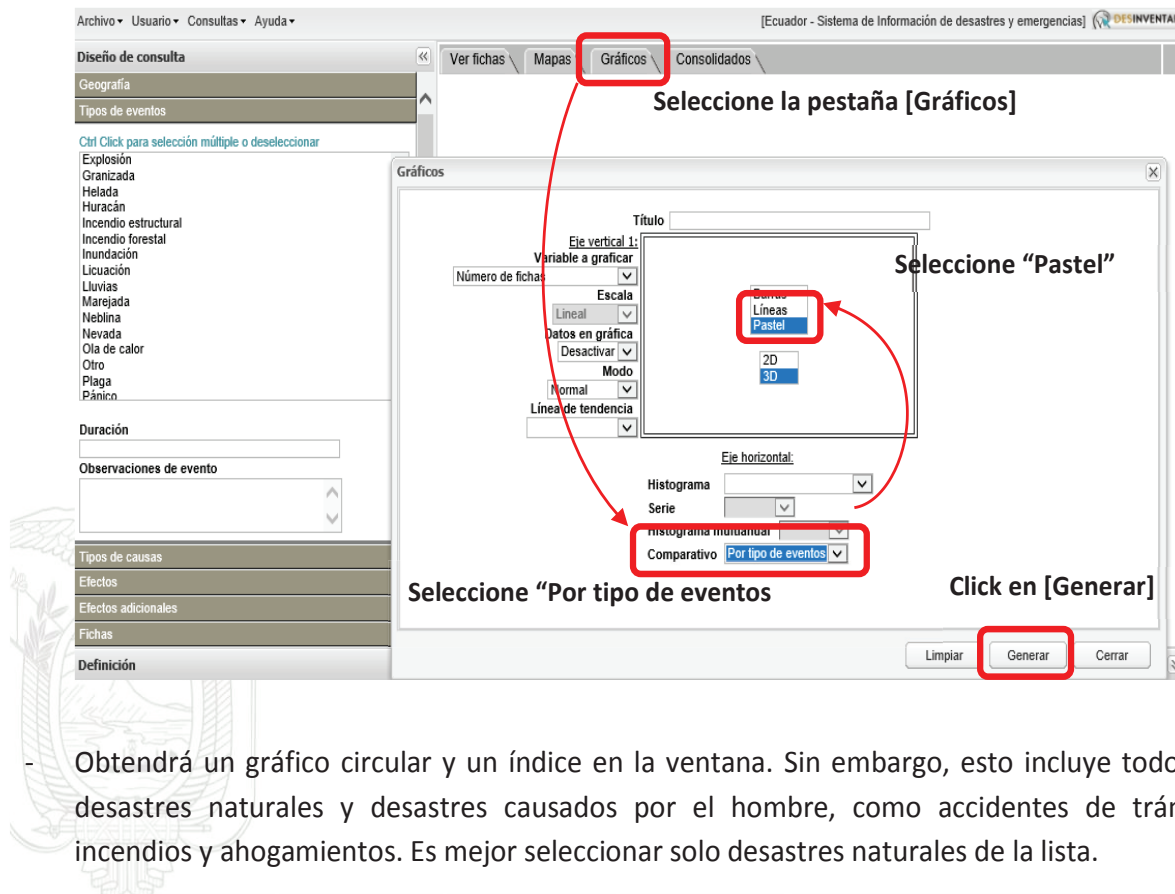 Archivo Usuario Consultas Ayuda
[Ecuador - Sistema de Información de desastres y emergencias] DESINVENTA
Diseño de consulta
Ver fichas Mapas Gráficos Consolidados
Geografía
Tipos de eventos
Seleccione la pestaña [Gráficos]
Ctrl Click para selección múltiple o deseleccionar
Explosión
Granizada
Helada
Huracán
Incendio estructural
Incendio forestal
Inundación
Licuación
Lluvias
Marejada
Neblina
Nevada
Ola de calor
Otro
Plaga
Pánico
Duración
Observaciones de evento
Tipos de causas
Efectos
Efectos adicionales
Fichas
Definición
Gráficos
Título
Eje vertical 1:
Variable a graficar
Número de fichas
Escala
Lineal
Datos en gráfica
Desactivar
Modo
Normal
Línea de tendencia
Seleccione “Pastel”
Barras
Líneas
Pastel
2D
3D
Eje horizontal:
Histograma
Serie
Histograma multianual
Comparativo Por tipo de eventos
Seleccione “Por tipo de eventos
Click en [Generar]
Limpiar Generar Cerrar
- Obtendrá un gráfico circular y un índice en la ventana. Sin embargo, esto incluye todo
desastres naturales y desastres causados por el hombre, como accidentes de trán
incendios y ahogamientos. Es mejor seleccionar solo desastres naturales de la lista.